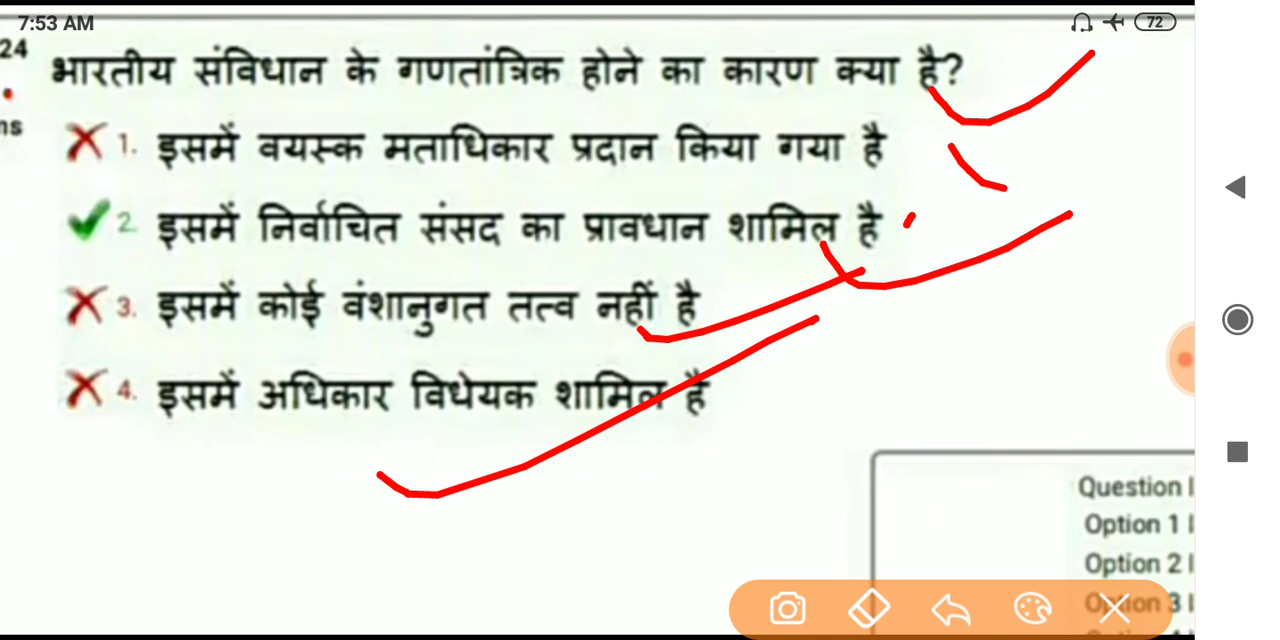 7:53 AM
72
24
भारतीय संविधान के गणतांत्रिक होने का कारण क्या है?
ns
1. इसमें वयस्क मताधिकार प्रदान किया गया है
2. इसमें निर्वाचित संसद का प्रावधान शामिल है
3. इसमें कोई वंशानुगत तत्व नहीं है
4. इसमें अधिकार विधेयक शामिल है
Question I
Option 1 I
Option 2 I
Option 3 I